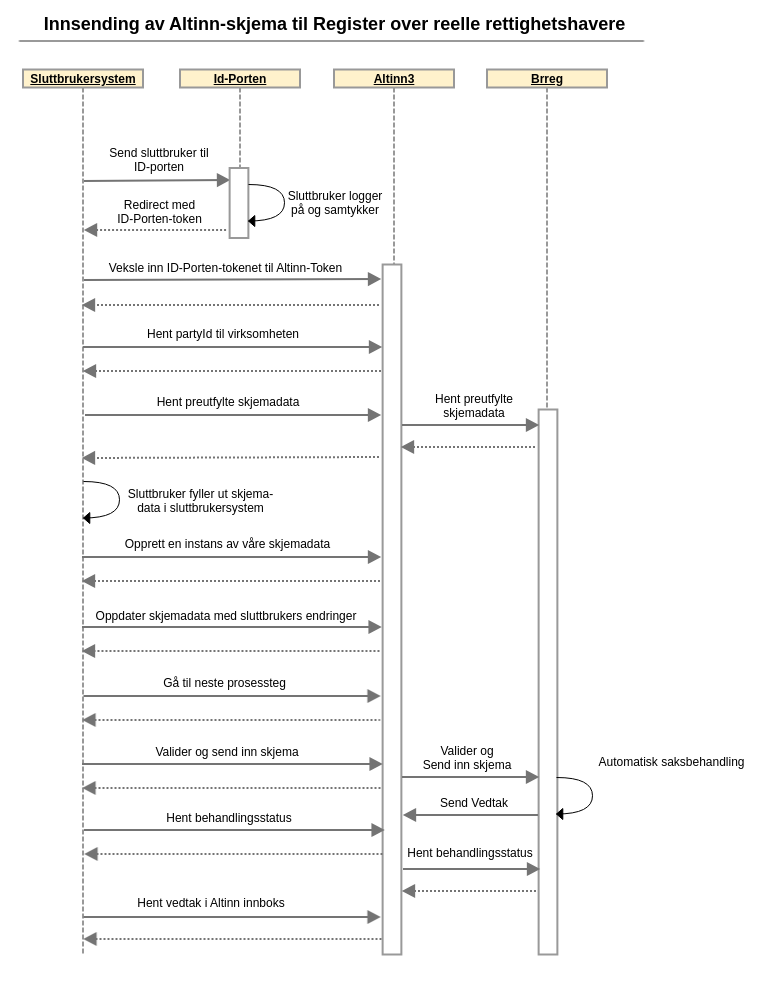 Innsending av Altinn-skjema til Register over reelle rettighetshavere
Sluttbrukersystem
Id-Porten
Altinn3
Brreg
Send sluttbruker til
ID-porten
Sluttbruker logger
på og samtykker
Redirect med
ID-Porten-token
Veksle inn ID-Porten-tokenet til Altinn-Token
Hent partyId til virksomheten
Hent preutfylte skjemadata
Hent preutfylte
skjemadata
Sluttbruker fyller ut skjema-
data i sluttbrukersystem
Opprett en instans av våre skjemadata
Oppdater skjemadata med sluttbrukers endringer
Gå til neste prosessteg
Valider og send inn skjema
Valider og
Send inn skjema
Automatisk saksbehandling
Send Vedtak
Hent behandlingsstatus
Hent behandlingsstatus
Hent vedtak i Altinn innboks